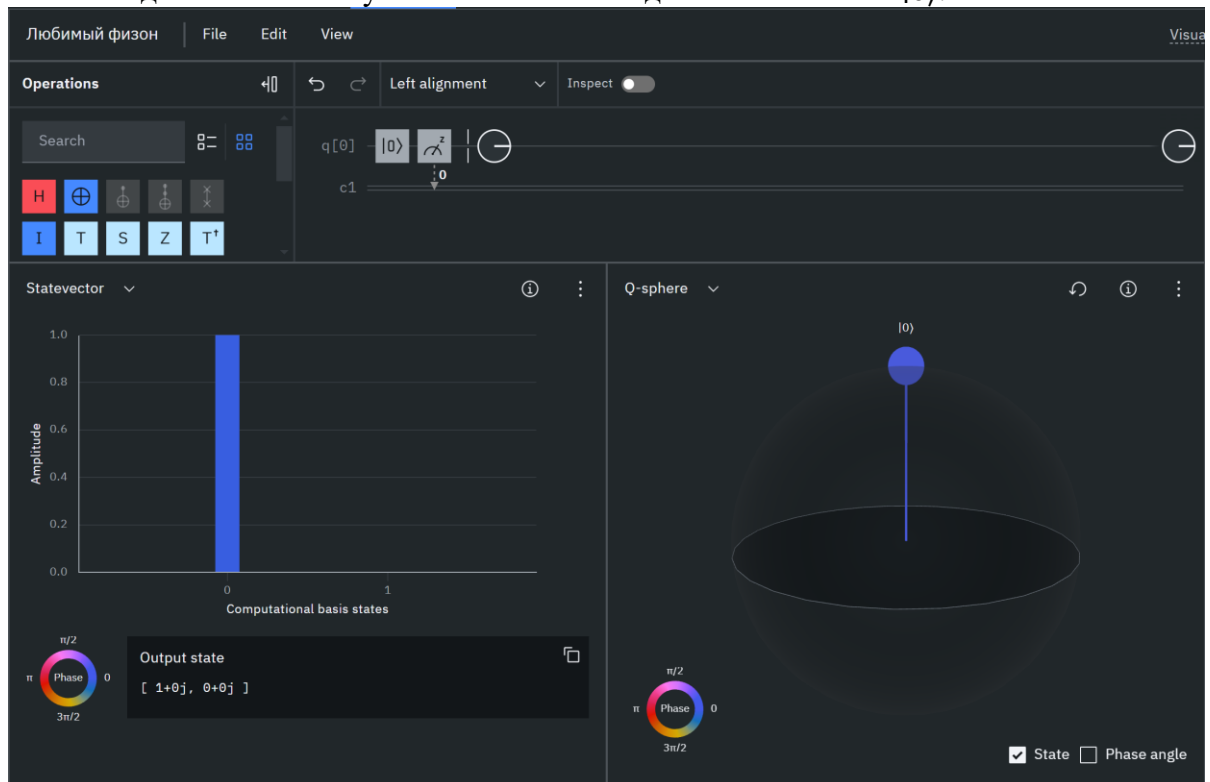 Любимый физон File Edit View Visua
Operations Left alignment Inspect
Search
q[0] |0⟩ z
0
c1
H
I T S Z T†
Statevector
Q-sphere
1.0
0.8
0.6
0.4
0.2
0.0
Amplitude
0 1
Computational basis states
π/2
π Phase 0
3π/2
Output state
[ 1+0j, 0+0j ]
|0⟩
π/2
π Phase 0
3π/2
State Phase angle